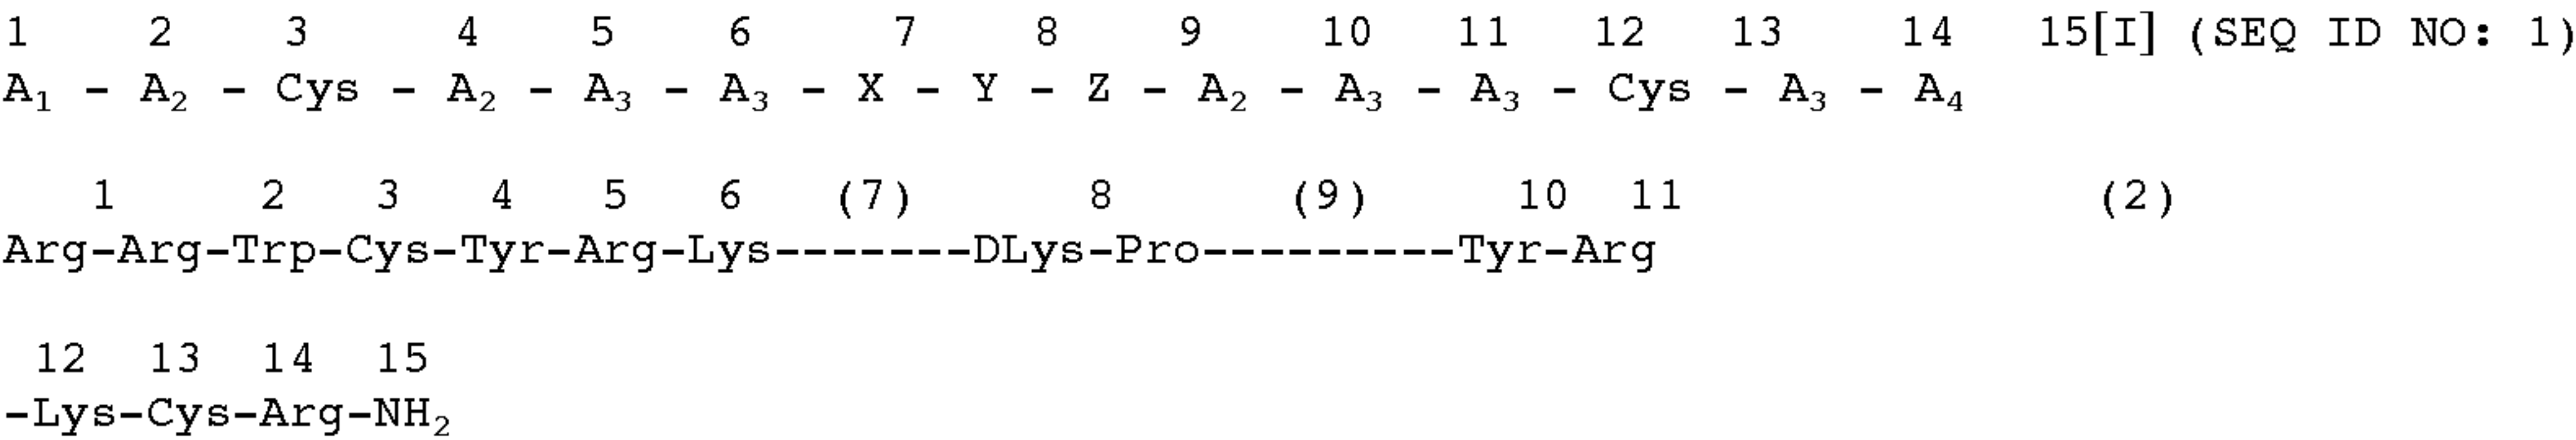 1 2 3 4 5 6 7 8 9 10 11 12 13 14 15[I] (SEQ ID NO: 1)
A₁ – A₂ – Cys – A₂ – A₃ – A₃ – X – Y – Z – A₂ – A₃ – A₃ – Cys – A₃ – A₄
1 2 3 4 5 6 (7) 8 (9) 10 11 (2)
Arg–Arg–Trp–Cys–Tyr–Arg–Lys-------DLys–Pro---------Tyr–Arg
12 13 14 15
–Lys–Cys–Arg–NH₂